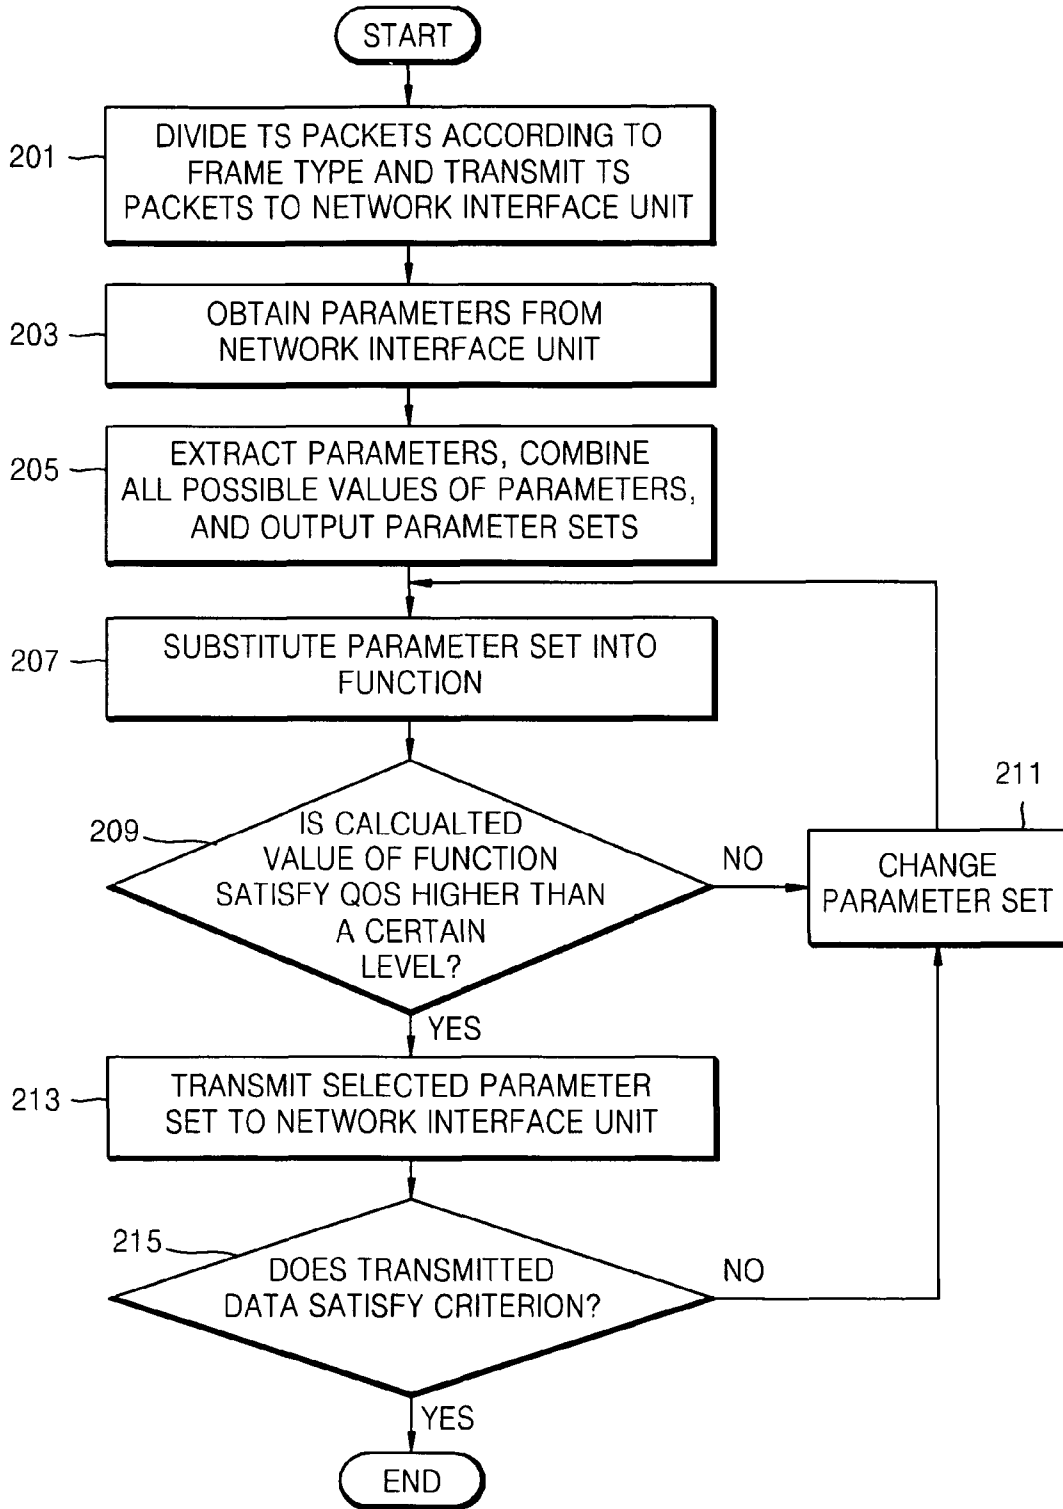 START
201
DIVIDE TS PACKETS ACCORDING TO
FRAME TYPE AND TRANSMIT TS
PACKETS TO NETWORK INTERFACE UNIT
203
OBTAIN PARAMETERS FROM
NETWORK INTERFACE UNIT
205
EXTRACT PARAMETERS, COMBINE
ALL POSSIBLE VALUES OF PARAMETERS,
AND OUTPUT PARAMETER SETS
207
SUBSTITUTE PARAMETER SET INTO
FUNCTION
209
IS CALCUALTED
VALUE OF FUNCTION
SATISFY QOS HIGHER THAN
A CERTAIN
LEVEL?
NO
211
CHANGE
PARAMETER SET
YES
213
TRANSMIT SELECTED PARAMETER
SET TO NETWORK INTERFACE UNIT
215
DOES TRANSMITTED
DATA SATISFY CRITERION?
NO
YES
END